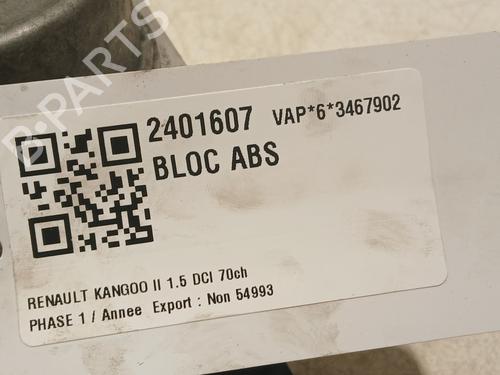 B-PARTS
2401607 VAP*6*3467902
BLOC ABS
RENAULT KANGOO II 1.5 DCI 70ch
PHASE 1 / Annee Export : Non 54993